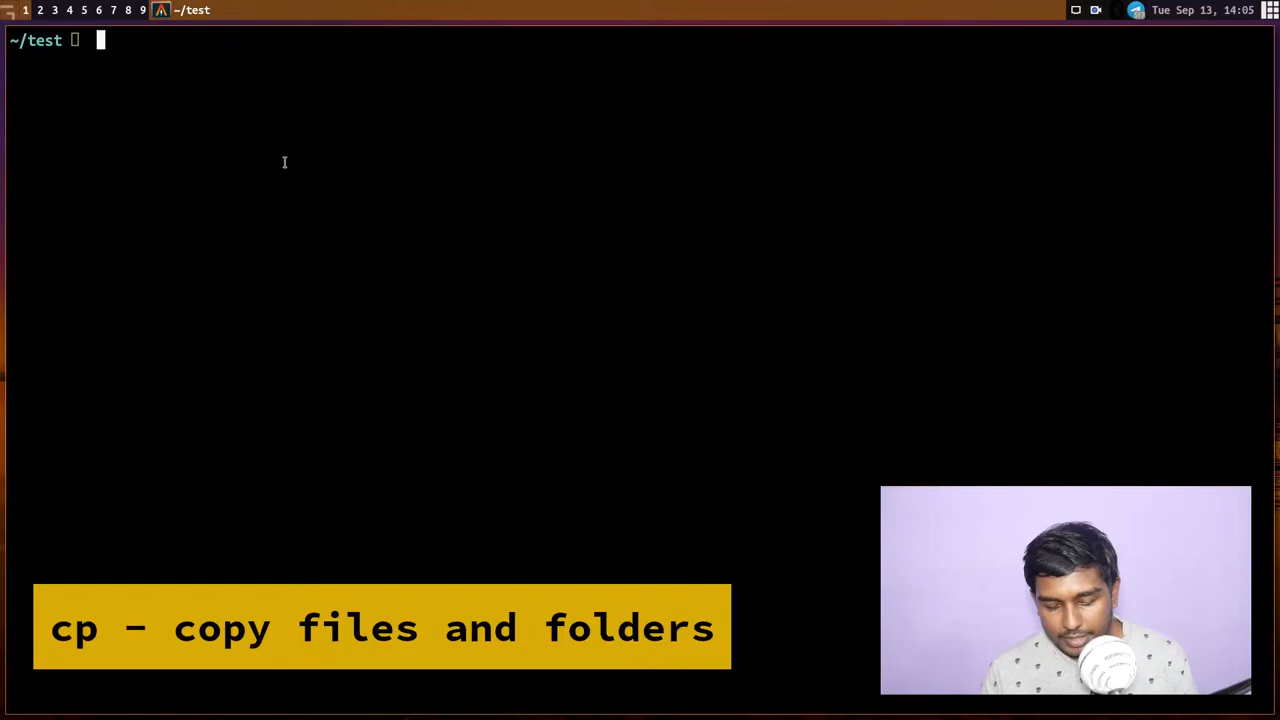 1 2 3 4 5 6 7 8 9 ~/test
Tue Sep 13, 14:05
~/test
cp - copy files and folders